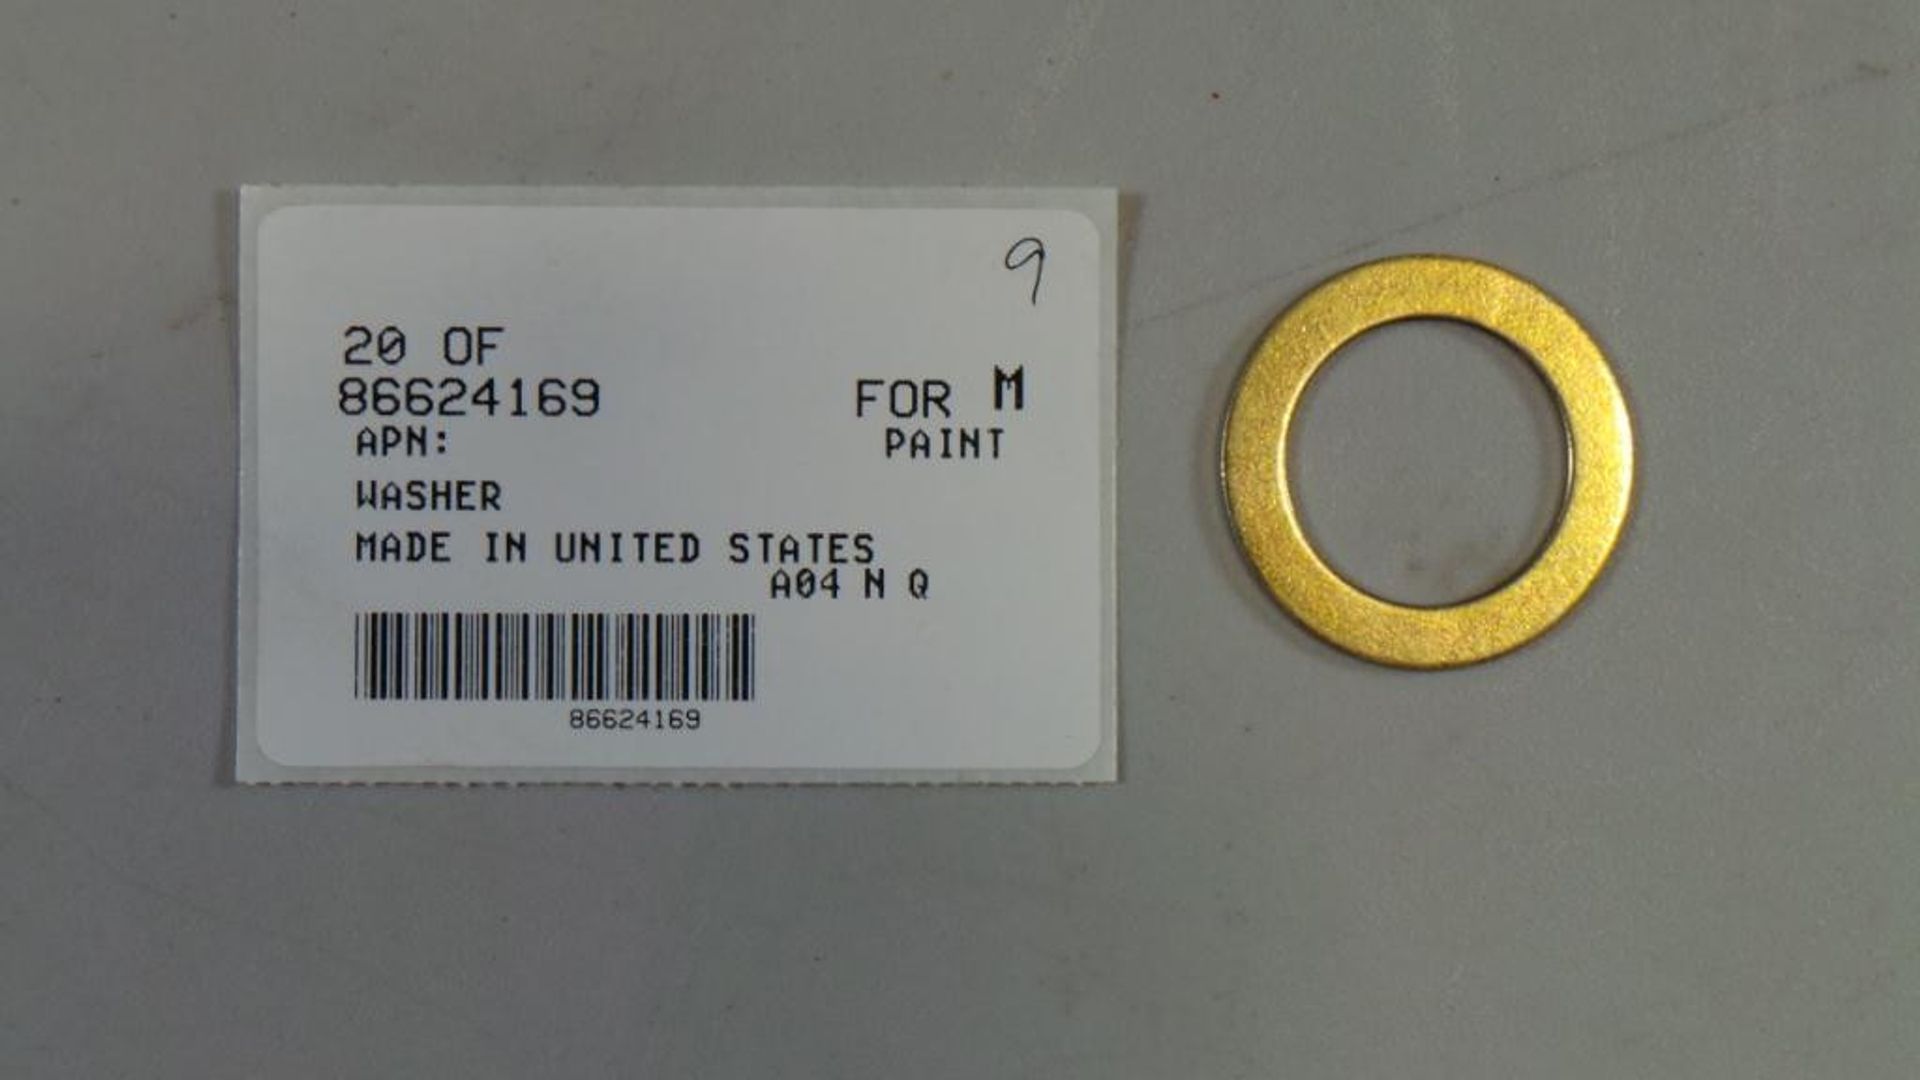 9
20 OF
86624169 FOR M
APN: PAINT
WASHER
MADE IN UNITED STATES
A04 N Q
86624169